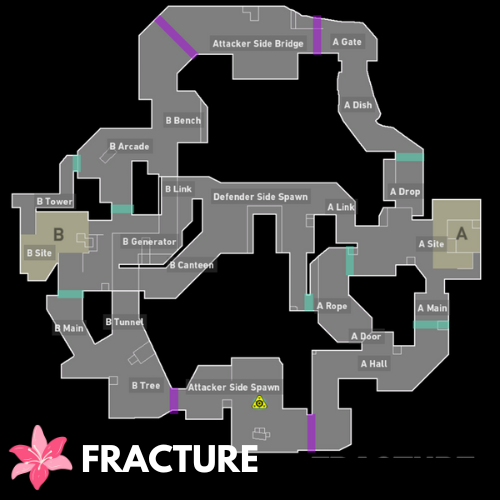 Attacker Side Bridge
A Gate
B Bench
A Dish
B Arcade
B Tower
B Link
Defender Side Spawn
A Link
A Drop
B
A
B Site
B Generator
A Site
B Canteen
A Rope
A Main
B Main
B Tunnel
A Door
A Hall
B Tree
Attacker Side Spawn
FRACTURE